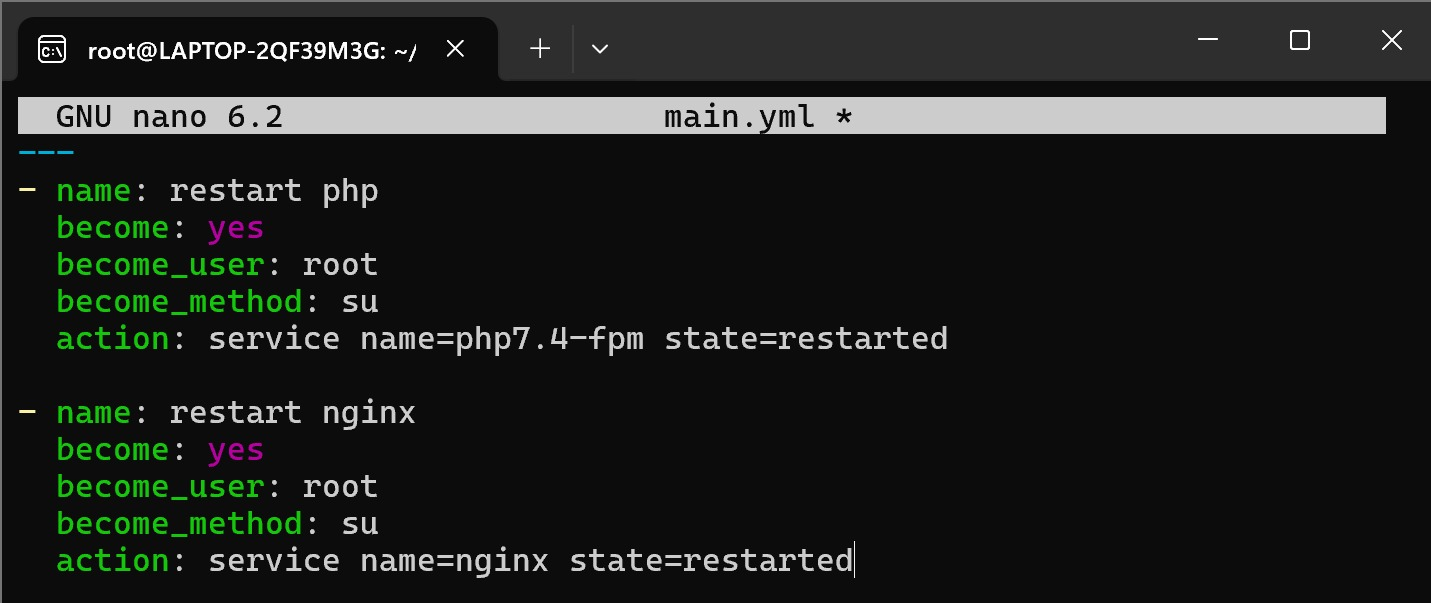 root@LAPTOP-2QF39M3G: ~/
GNU nano 6.2 main.yml *
---
- name: restart php
  become: yes
  become_user: root
  become_method: su
  action: service name=php7.4-fpm state=restarted

- name: restart nginx
  become: yes
  become_user: root
  become_method: su
  action: service name=nginx state=restarted